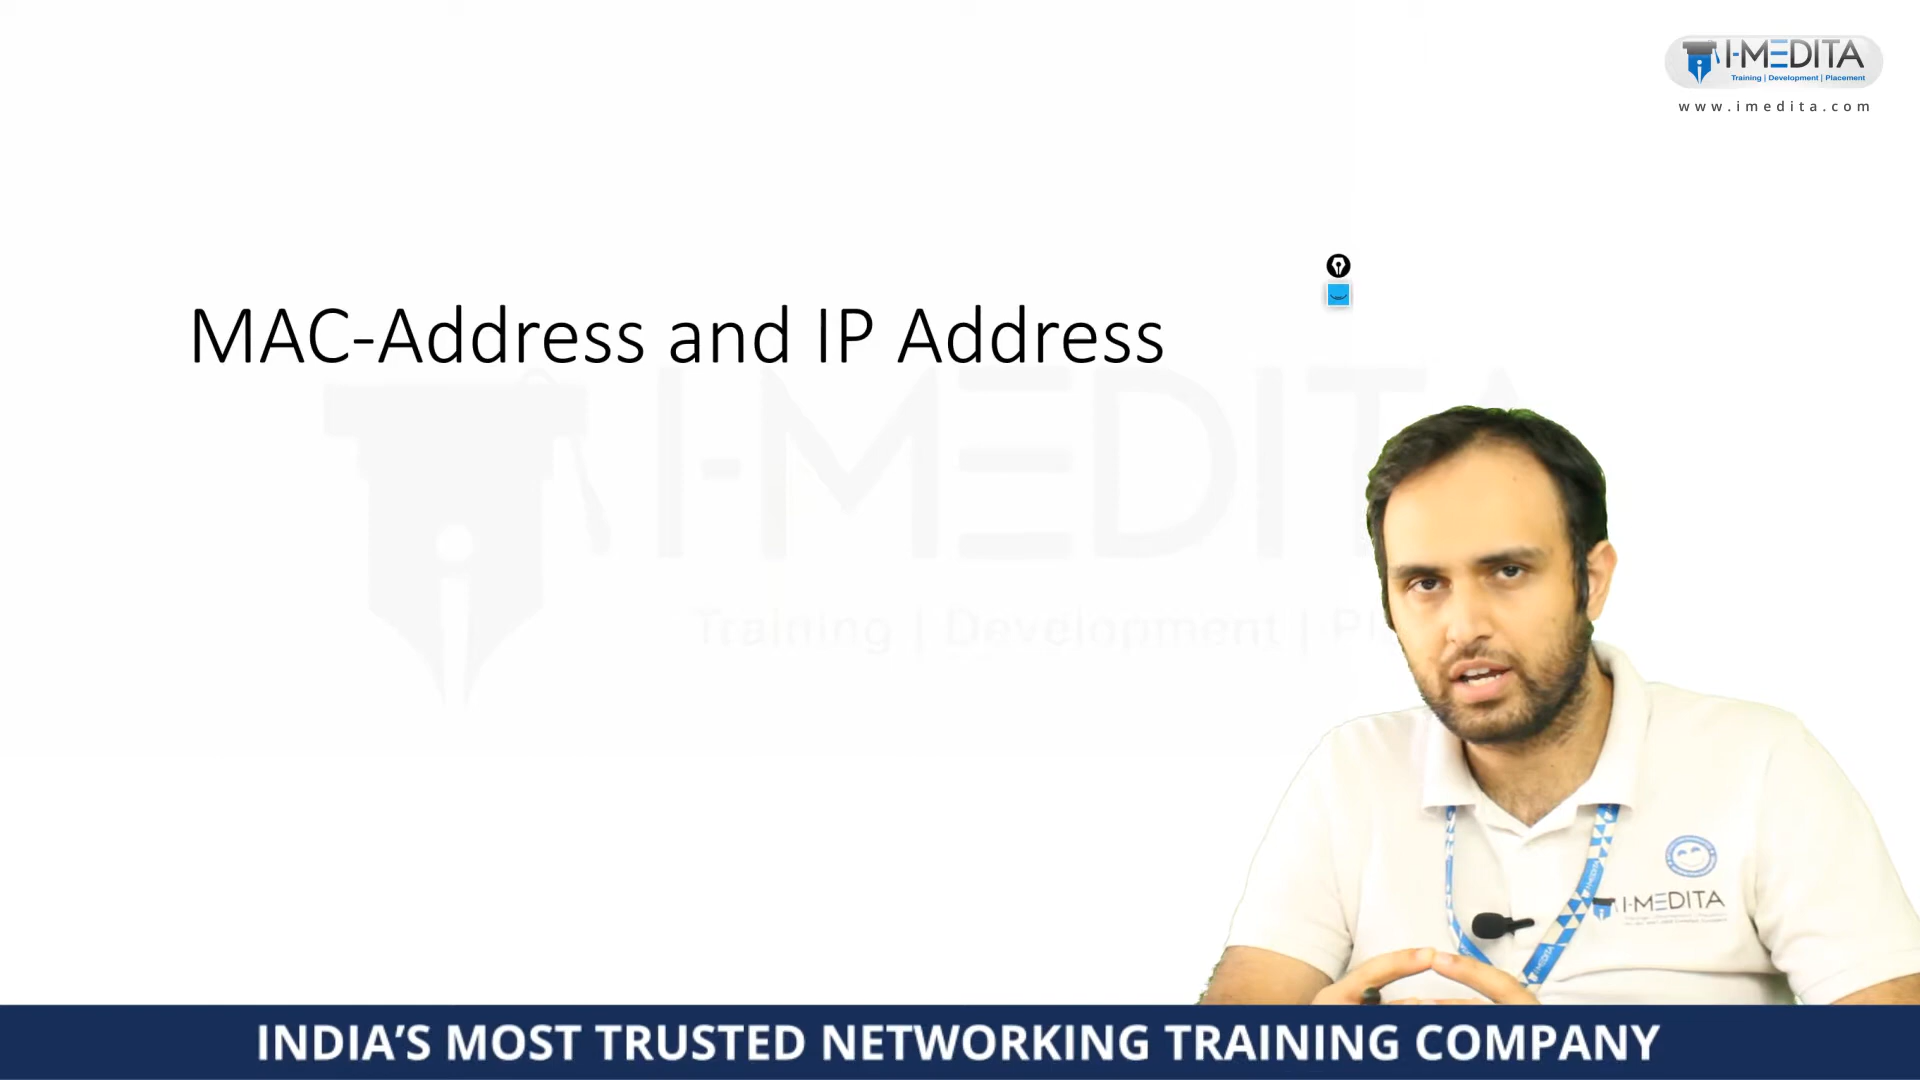 I-MEDITA
Training | Development | Placement
www.imedita.com
MAC-Address and IP Address
I-MEDITA
Training | Development | Pl
I-MEDITA
INDIA'S MOST TRUSTED NETWORKING TRAINING COMPANY